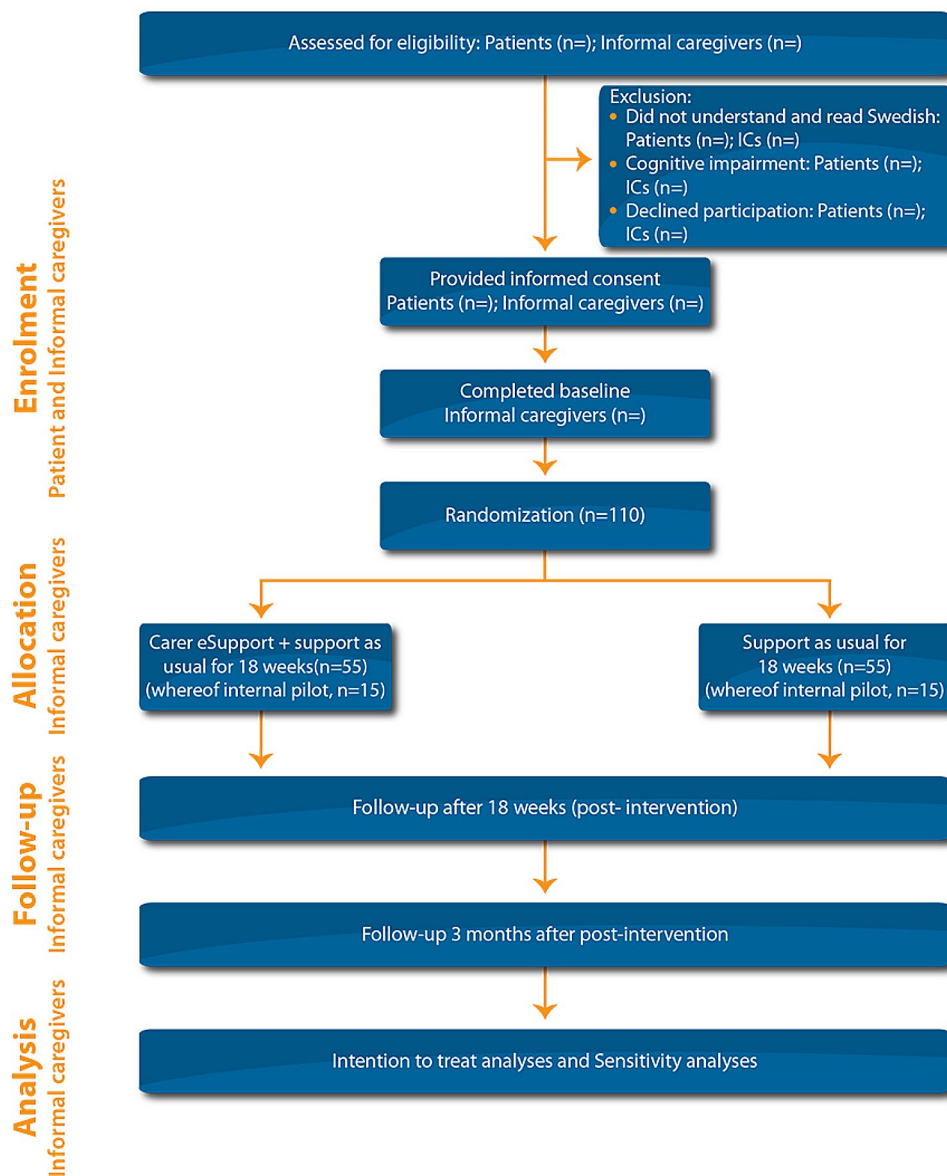 Assessed for eligibility: Patients (n=); Informal caregivers (n=)
Exclusion:
• Did not understand and read Swedish:
Patients (n=); ICs (n=)
• Cognitive impairment: Patients (n=);
ICs (n=)
• Declined participation: Patients (n=);
ICs (n=)
Enrolment
Patient and Informal caregivers
Provided informed consent
Patients (n=); Informal caregivers (n=)
Completed baseline
Informal caregivers (n=)
Randomization (n=110)
Allocation
Informal caregivers
Carer eSupport + support as
usual for 18 weeks(n=55)
(whereof internal pilot, n=15)
Support as usual for
18 weeks (n=55)
(whereof internal pilot, n=15)
Follow-up
Informal caregivers
Follow-up after 18 weeks (post- intervention)
Follow-up 3 months after post-intervention
Analysis
Informal caregivers
Intention to treat analyses and Sensitivity analyses